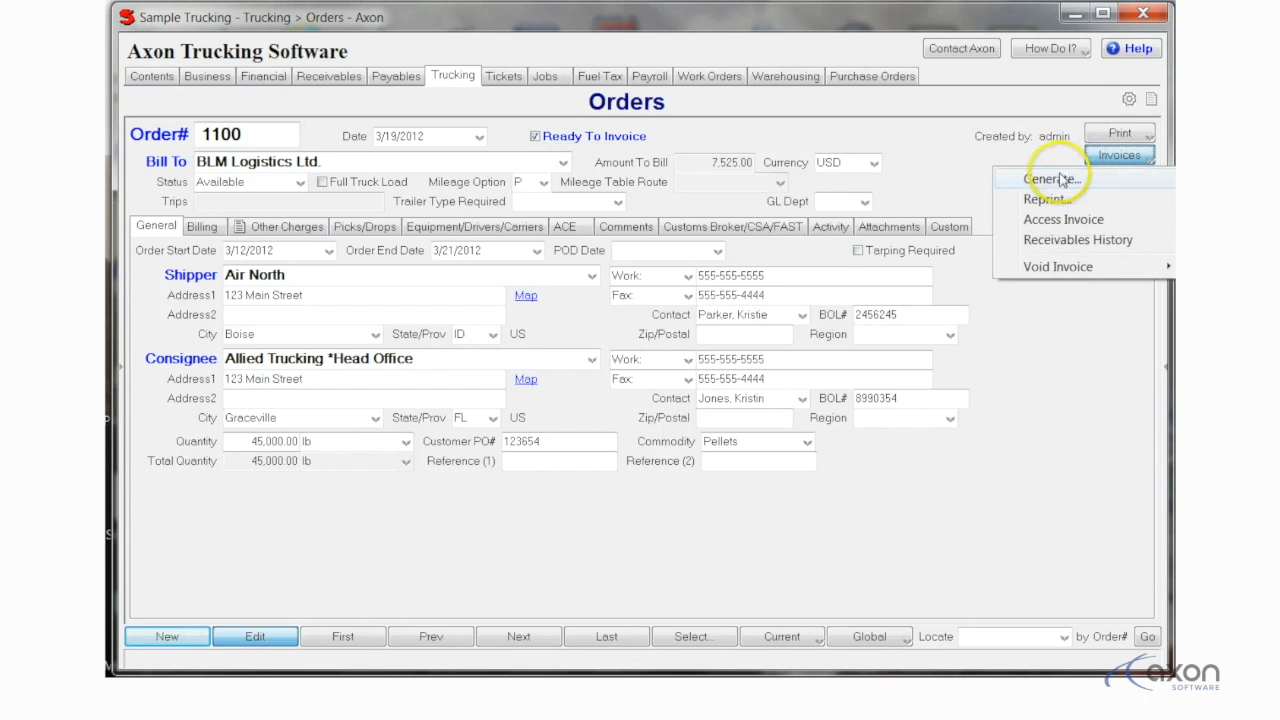 Sample Trucking - Trucking > Orders - Axon
Axon Trucking Software
Contact Axon How Do I? Help
Contents Business Financial Receivables Payables Trucking Tickets Jobs Fuel Tax Payroll Work Orders Warehousing Purchase Orders
Orders
Order# 1100 Date 3/19/2012 Ready To Invoice Created by: admin Print
Bill To BLM Logistics Ltd. Amount To Bill 7,525.00 Currency USD Invoices
Status Available Full Truck Load Mileage Option P Mileage Table Route Generate...
Trips Trailer Type Required GL Dept Reprint...
Access Invoice
General Billing Other Charges Picks/Drops Equipment/Drivers/Carriers ACE Comments Customs Broker/CSA/FAST Activity Attachments Custom
Receivables History
Order Start Date 3/12/2012 Order End Date 3/21/2012 POD Date Tarping Required
Void Invoice
Shipper Air North Work: 555-555-5555
Address1 123 Main Street Map Fax: 555-555-4444
Address2 Contact Parker, Kristie BOL# 2456245
City Boise State/Prov ID US Zip/Postal Region
Consignee Allied Trucking *Head Office Work: 555-555-5555
Address1 123 Main Street Map Fax: 555-555-4444
Address2 Contact Jones, Kristin BOL# 8990354
City Graceville State/Prov FL US Zip/Postal Region
Quantity 45,000.00 lb Customer PO# 123654 Commodity Pellets
Total Quantity 45,000.00 lb Reference (1) Reference (2)
New Edit First Prev Next Last Select... Current Global Locate by Order# Go
axon
SOFTWARE